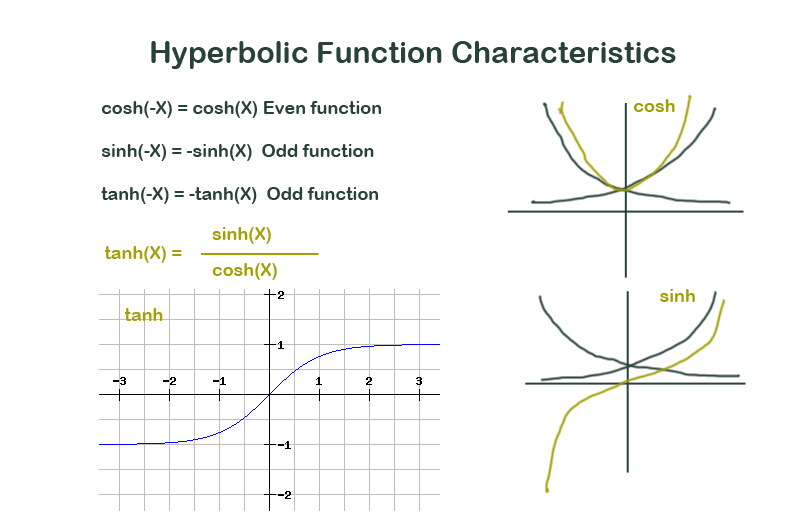 Hyperbolic Function Characteristics
cosh(-X) = cosh(X) Even function
sinh(-X) = -sinh(X)  Odd function
tanh(-X) = -tanh(X)  Odd function
tanh(X) =
sinh(X)
cosh(X)
cosh
sinh
tanh
2
1
-3 -2 -1 1 2 3
-1
-2